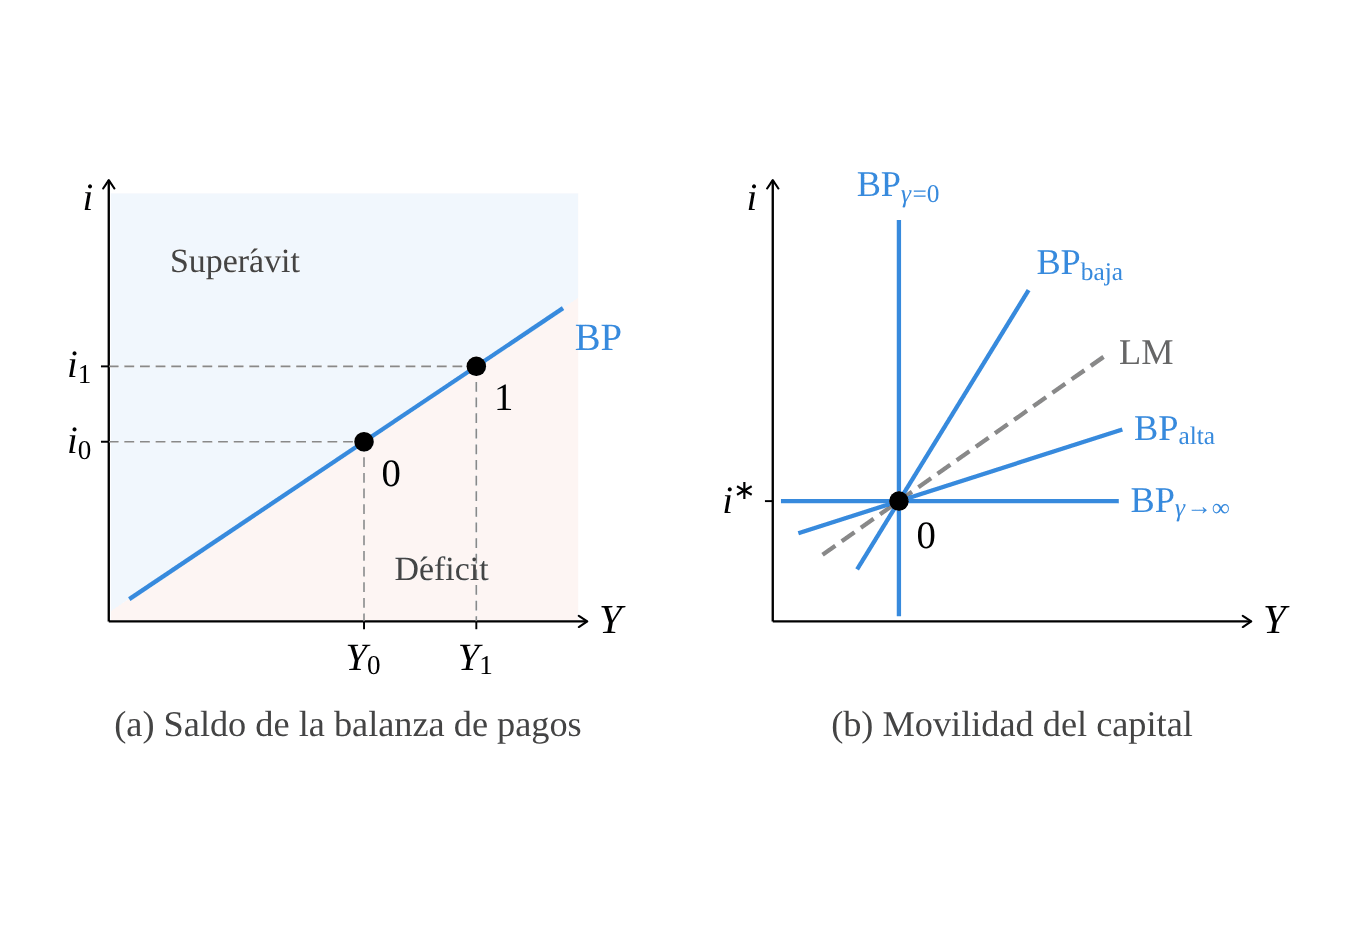 i
Superávit
BP
i₁
1
i₀
0
Déficit
Y
Y₀
Y₁
(a) Saldo de la balanza de pagos
BPγ=0
i
BPbaja
LM
BPalta
i*
BPγ→∞
0
Y
(b) Movilidad del capital